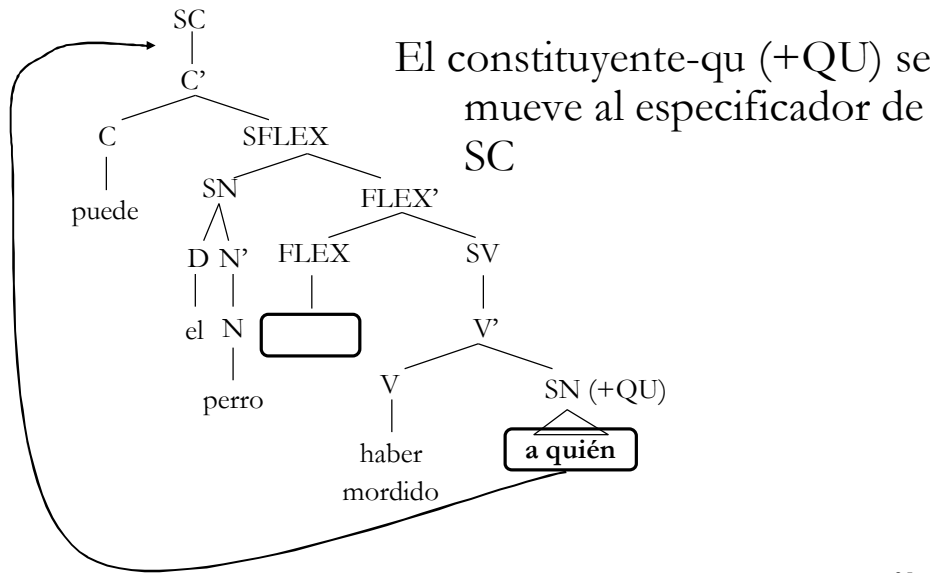 SC
El constituyente-qu (+QU) se
mueve al especificador de
SC
C'
C SFLEX
puede
SN FLEX'
D N' FLEX SV
el N V'
perro
V SN (+QU)
haber
mordido
a quién